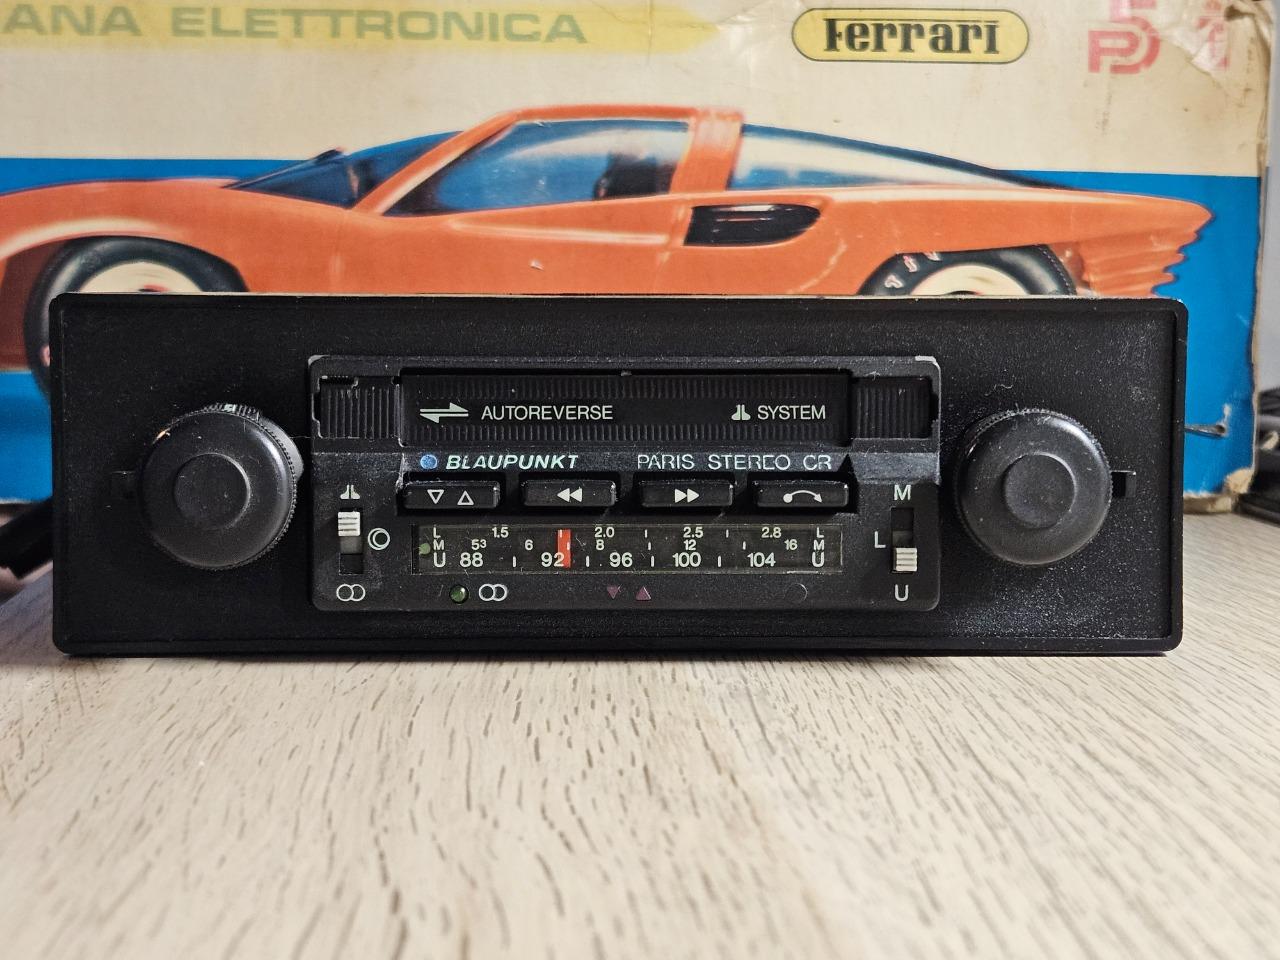 ANA ELETTRONICA
Ferrari
AUTOREVERSE
SYSTEM
BLAUPUNKT
PARIS STEREO CR
M
L
U
L 1.5 2.0 2.5 2.8 L
M 53 6 8 12 16 M
U 88 92 96 100 104 U